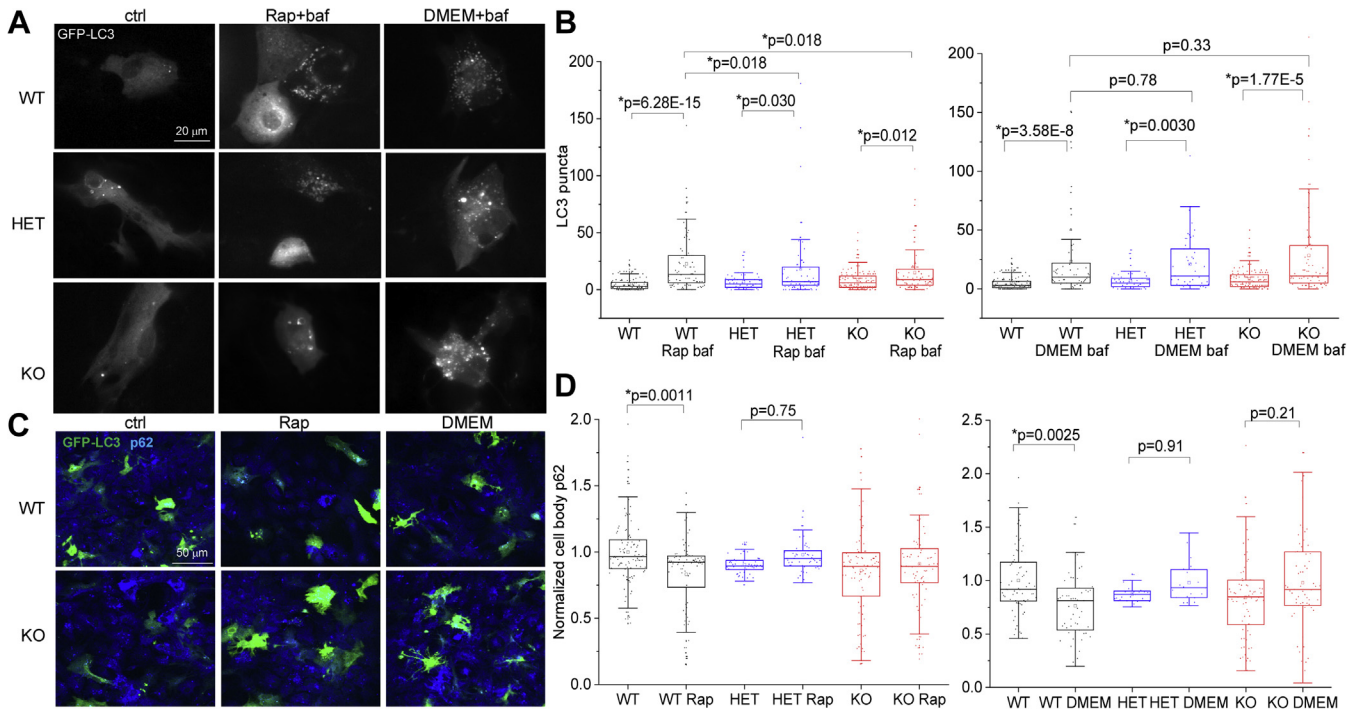 A
ctrl
Rap+baf
DMEM+baf
GFP-LC3
WT
20 μm
HET
KO
B
LC3 puncta
200
150
100
50
0
*p=0.018
*p=0.018
*p=6.28E-15
*p=0.030
*p=0.012
WT
WT
Rap baf
HET
HET
Rap baf
KO
KO
Rap baf
200
150
100
50
0
p=0.33
p=0.78
*p=1.77E-5
*p=3.58E-8
*p=0.0030
WT
WT
DMEM baf
HET
HET
DMEM baf
KO
KO
DMEM baf
C
ctrl
Rap
DMEM
GFP-LC3 p62
WT
50 μm
KO
D
Normalized cell body p62
2.0
1.5
1.0
0.5
0.0
*p=0.0011
p=0.75
WT
WT Rap
HET
HET Rap
KO
KO Rap
2.5
2.0
1.5
1.0
0.5
0.0
p=0.21
*p=0.0025
p=0.91
WT
WT DMEM
HET
HET DMEM
KO
KO DMEM